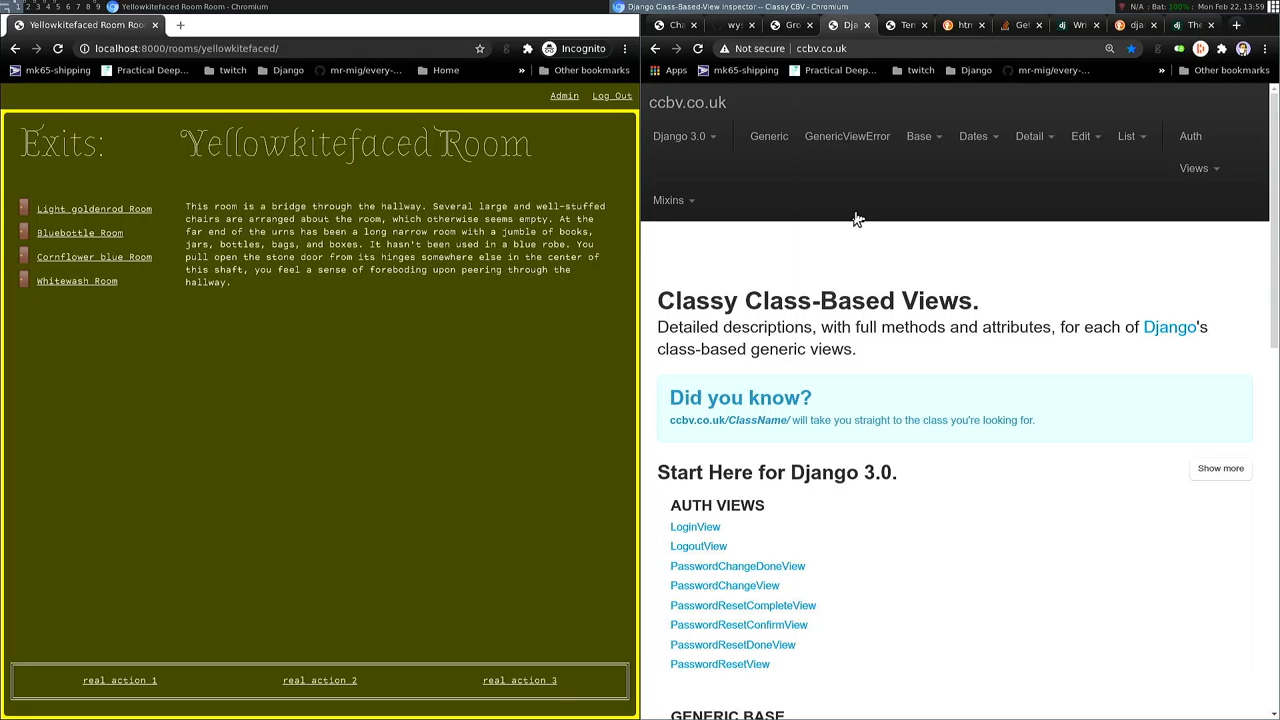 1 2 3 4 5 6 7 8 9 Yellowkitefaced Room Room - Chromium
Django Class-Based-View Inspector -- Classy CBV - Chromium
N/A : Bat: 100% : Mon Feb 22, 13:59
Yellowkitefaced Room Roo
localhost:8000/rooms/yellowkitefaced/
Incognito
mk65-shipping
Practical Deep...
twitch
Django
mr-mig/every-...
Home
»
Other bookmarks
Admin
Log Out
Exits:
Yellowkitefaced Room
Light goldenrod Room
Bluebottle Room
Cornflower blue Room
Whitewash Room
This room is a bridge through the hallway. Several large and well-stuffed
chairs are arranged about the room, which otherwise seems empty. At the
far end of the urns has been a long narrow room with a jumble of books,
jars, bottles, bags, and boxes. It hasn't been used in a blue robe. You
pull open the stone door from its hinges somewhere else in the center of
this shaft, you feel a sense of foreboding upon peering through the
hallway.
real action 1
real action 2
real action 3
Cha
wy
Gro
Dja
Ten
htm
Get
Wri
dja
The
Not secure
ccbv.co.uk
Apps
mk65-shipping
Practical Deep...
twitch
Django
mr-mig/every-...
»
Other bookmarks
ccbv.co.uk
Django 3.0
Generic
GenericViewError
Base
Dates
Detail
Edit
List
Auth
Views
Mixins
Classy Class-Based Views.
Detailed descriptions, with full methods and attributes, for each of Django's
class-based generic views.
Did you know?
ccbv.co.uk/ClassName/ will take you straight to the class you're looking for.
Start Here for Django 3.0.
Show more
AUTH VIEWS
LoginView
LogoutView
PasswordChangeDoneView
PasswordChangeView
PasswordResetCompleteView
PasswordResetConfirmView
PasswordResetDoneView
PasswordResetView
GENERIC BASE